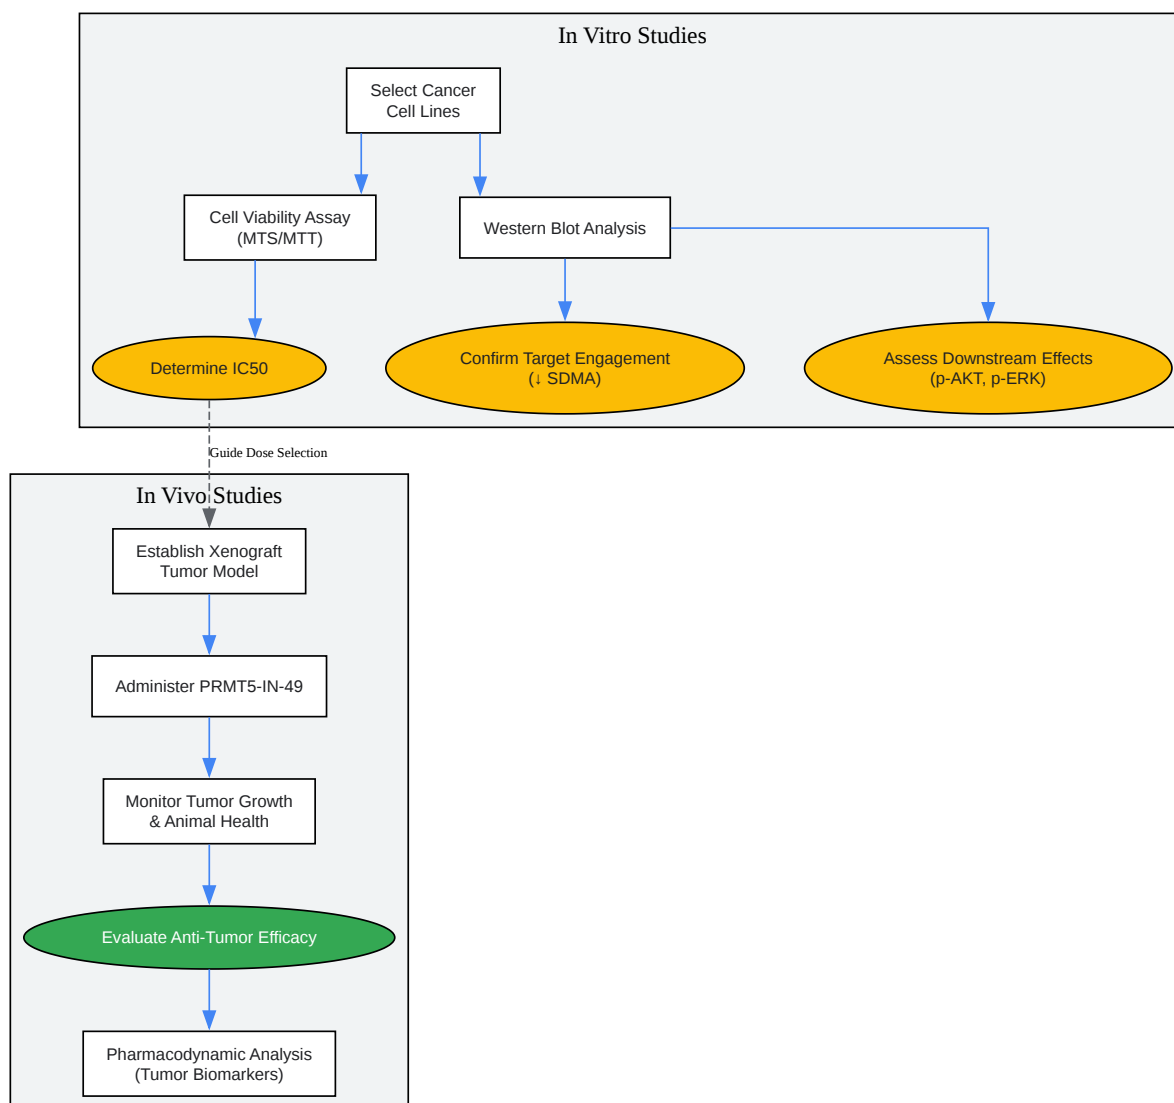 In Vitro Studies
Select Cancer
Cell Lines
Cell Viability Assay
(MTS/MTT)
Western Blot Analysis
Determine IC50
Confirm Target Engagement
(↓ SDMA)
Assess Downstream Effects
(p-AKT, p-ERK)
Guide Dose Selection
In Vivo Studies
Establish Xenograft
Tumor Model
Administer PRMT5-IN-49
Monitor Tumor Growth
& Animal Health
Evaluate Anti-Tumor Efficacy
Pharmacodynamic Analysis
(Tumor Biomarkers)